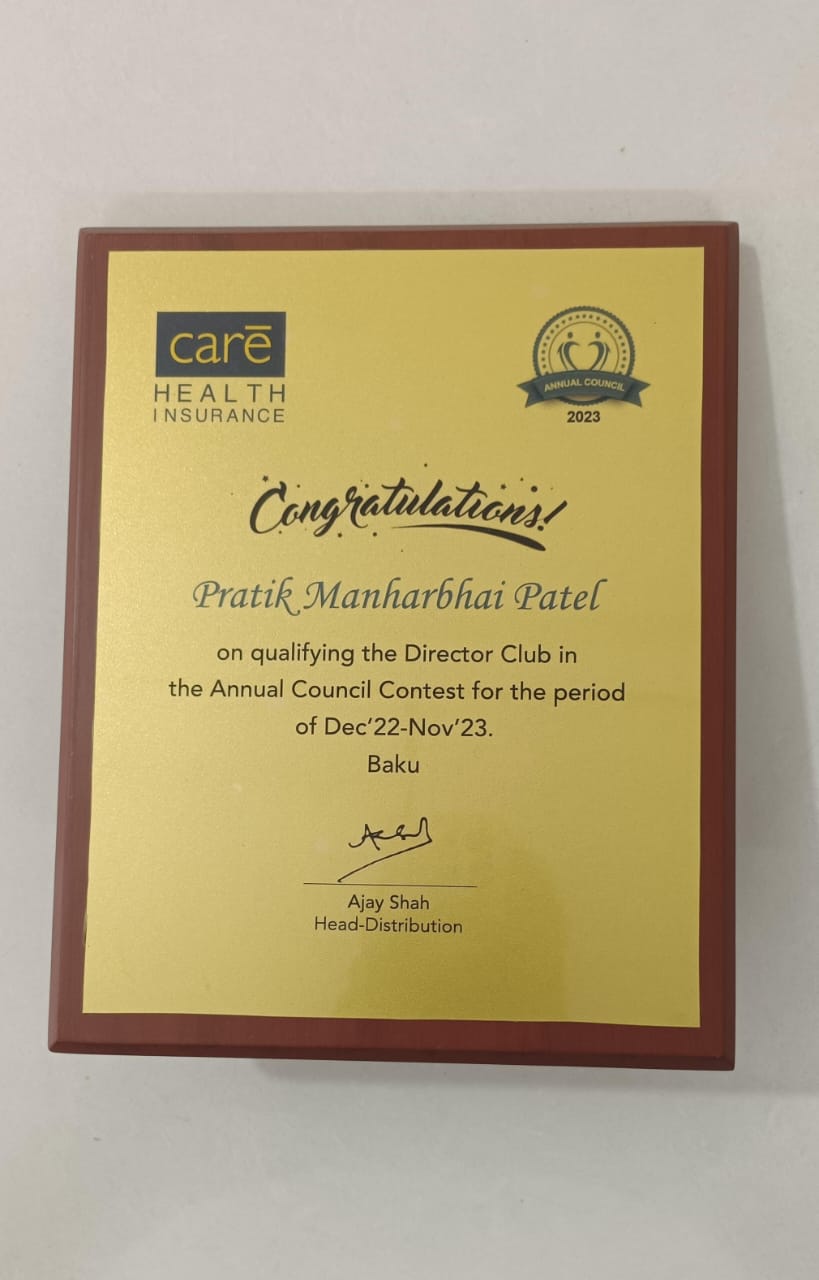 carē
HEALTH
INSURANCE
ANNUAL COUNCIL
2023
Congratulations!
Pratik Manharbhai Patel
on qualifying the Director Club in
the Annual Council Contest for the period
of Dec'22-Nov'23.
Baku
Ajay Shah
Head-Distribution